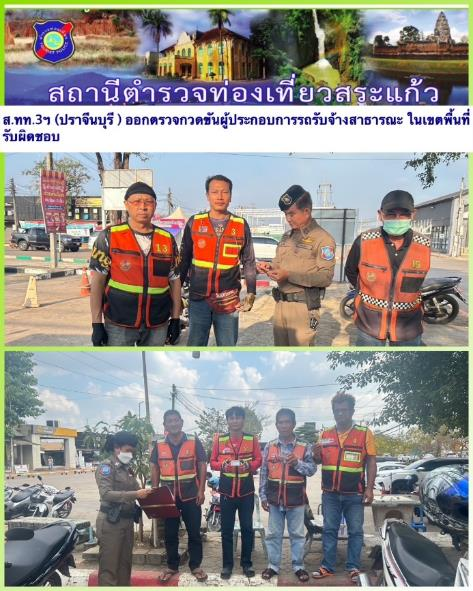 สถานีตำรวจท่องเที่ยวสระแก้ว
ส.ทท.3ฯ (ปราจีนบุรี ) ออกตรวจกวดขันผู้ประกอบการรถรับจ้างสาธารณะ ในเขตพื้นที่
รับผิดชอบ
13
3
15